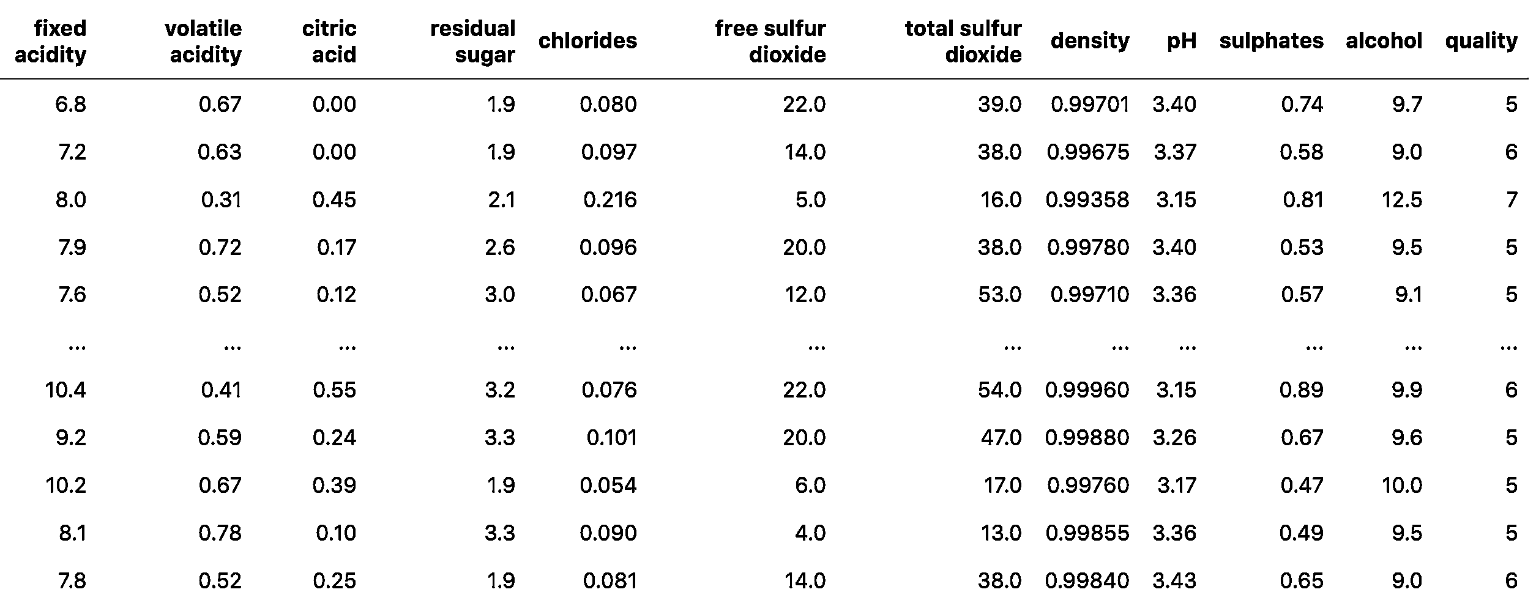 fixed acidity volatile acidity citric acid residual sugar chlorides free sulfur dioxide total sulfur dioxide density pH sulphates alcohol quality
6.8 0.67 0.00 1.9 0.080 22.0 39.0 0.99701 3.40 0.74 9.7 5
7.2 0.63 0.00 1.9 0.097 14.0 38.0 0.99675 3.37 0.58 9.0 6
8.0 0.31 0.45 2.1 0.216 5.0 16.0 0.99358 3.15 0.81 12.5 7
7.9 0.72 0.17 2.6 0.096 20.0 38.0 0.99780 3.40 0.53 9.5 5
7.6 0.52 0.12 3.0 0.067 12.0 53.0 0.99710 3.36 0.57 9.1 5
... ... ... ... ... ... ... ... ... ... ... ...
10.4 0.41 0.55 3.2 0.076 22.0 54.0 0.99960 3.15 0.89 9.9 6
9.2 0.59 0.24 3.3 0.101 20.0 47.0 0.99880 3.26 0.67 9.6 5
10.2 0.67 0.39 1.9 0.054 6.0 17.0 0.99760 3.17 0.47 10.0 5
8.1 0.78 0.10 3.3 0.090 4.0 13.0 0.99855 3.36 0.49 9.5 5
7.8 0.52 0.25 1.9 0.081 14.0 38.0 0.99840 3.43 0.65 9.0 6